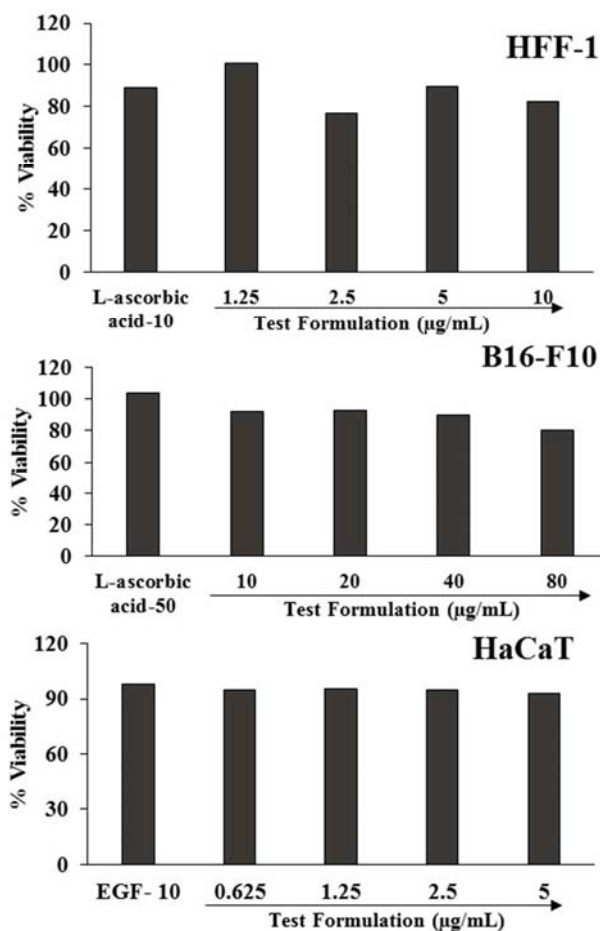 HFF-1
120
100
80
60
40
20
0
% Viability
L-ascorbic acid-10
1.25 2.5 5 10
Test Formulation (µg/mL)
B16-F10
120
100
80
60
40
20
0
% Viability
L-ascorbic acid-50
10 20 40 80
Test Formulation (µg/mL)
HaCaT
120
90
60
30
0
% Viability
EGF- 10 0.625 1.25 2.5 5
Test Formulation (µg/mL)